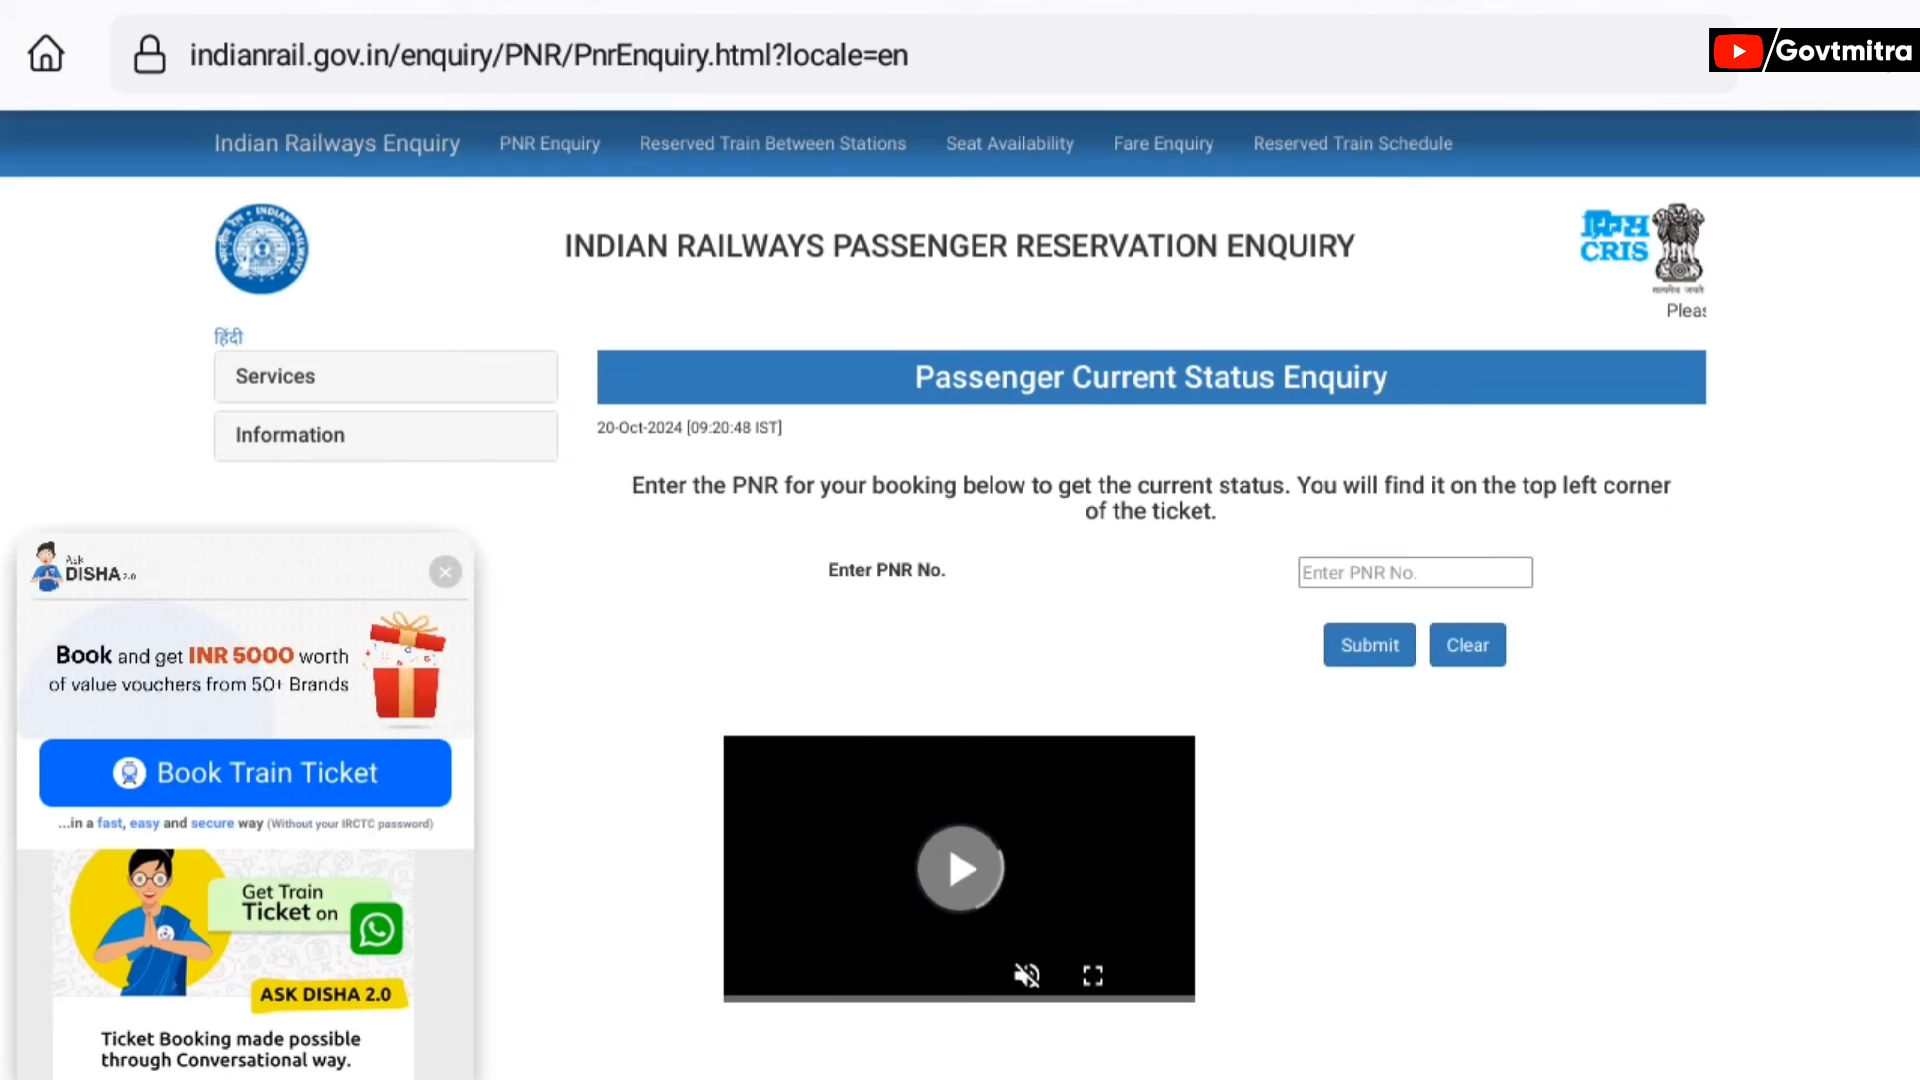 indianrail.gov.in/enquiry/PNR/PnrEnquiry.html?locale=en
/Govtmitra
Indian Railways Enquiry PNR Enquiry Reserved Train Between Stations Seat Availability Fare Enquiry Reserved Train Schedule
INDIAN RAILWAYS
INDIAN RAILWAYS PASSENGER RESERVATION ENQUIRY
क्रिस
CRIS
सत्यमेव जयते
Pleas
हिंदी
Services
Information
Passenger Current Status Enquiry
20-Oct-2024 [09:20:48 IST]
Enter the PNR for your booking below to get the current status. You will find it on the top left corner
of the ticket.
Enter PNR No.
Enter PNR No.
Submit Clear
Ask
DISHA 2.0
Book and get INR 5000 worth
of value vouchers from 50+ Brands
Book Train Ticket
...in a fast, easy and secure way (Without your IRCTC password)
Get Train
Ticket on
ASK DISHA 2.0
Ticket Booking made possible
through Conversational way.